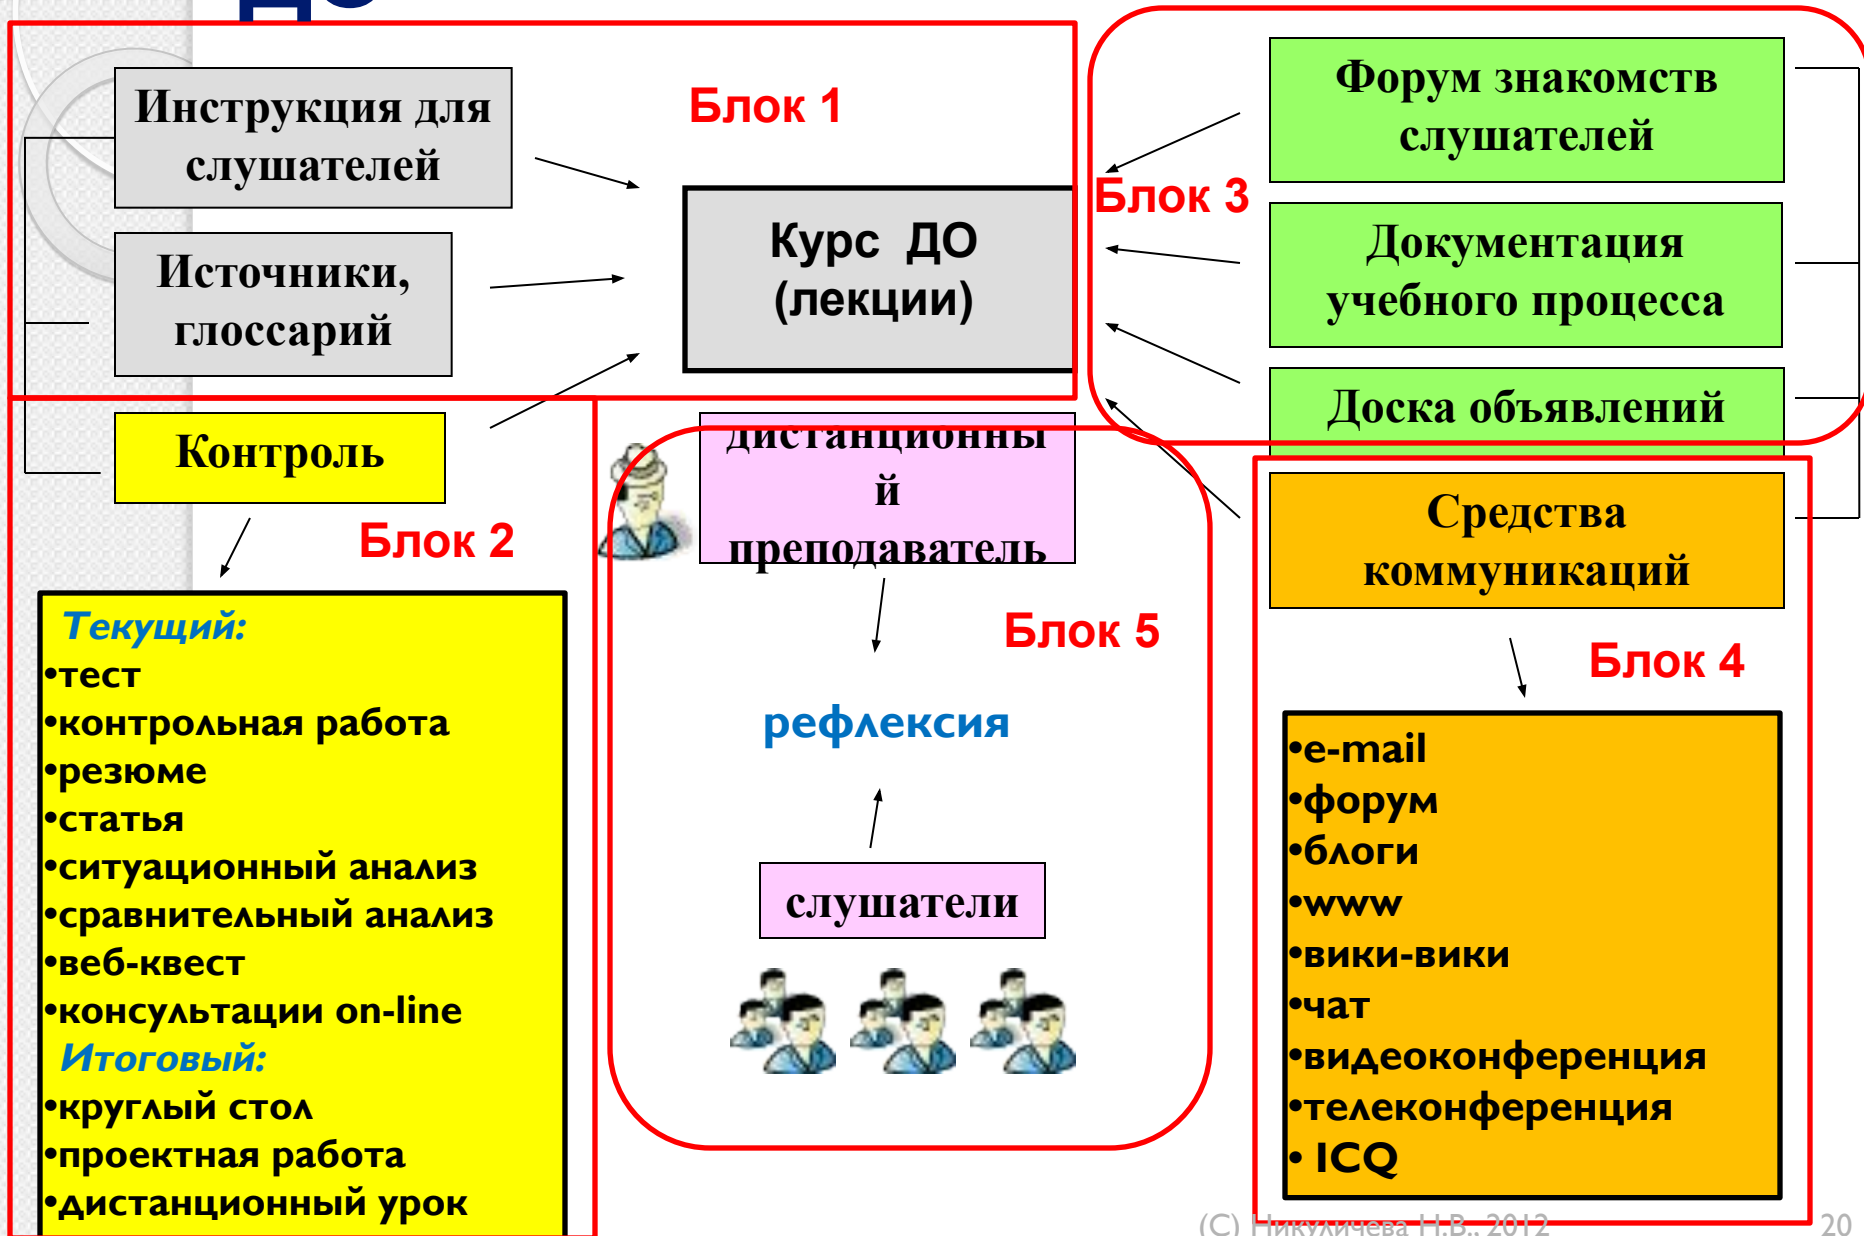 ДО
Блок 1
Инструкция для
слушателей
Источники,
глоссарий
Курс ДО
(лекции)
Блок 3
Форум знакомств
слушателей
Документация
учебного процесса
Доска объявлений
Контроль
Блок 2
Текущий:
•тест
•контрольная работа
•резюме
•статья
•ситуационный анализ
•сравнительный анализ
•веб-квест
•консультации on-line
Итоговый:
•круглый стол
•проектная работа
•дистанционный урок
дистанционны
й
преподаватель
Блок 5
рефлексия
слушатели
Средства
коммуникаций
Блок 4
•e-mail
•форум
•блоги
•www
•вики-вики
•чат
•видеоконференция
•телеконференция
• ICQ
(С) Никуличева Н.В., 2012
20